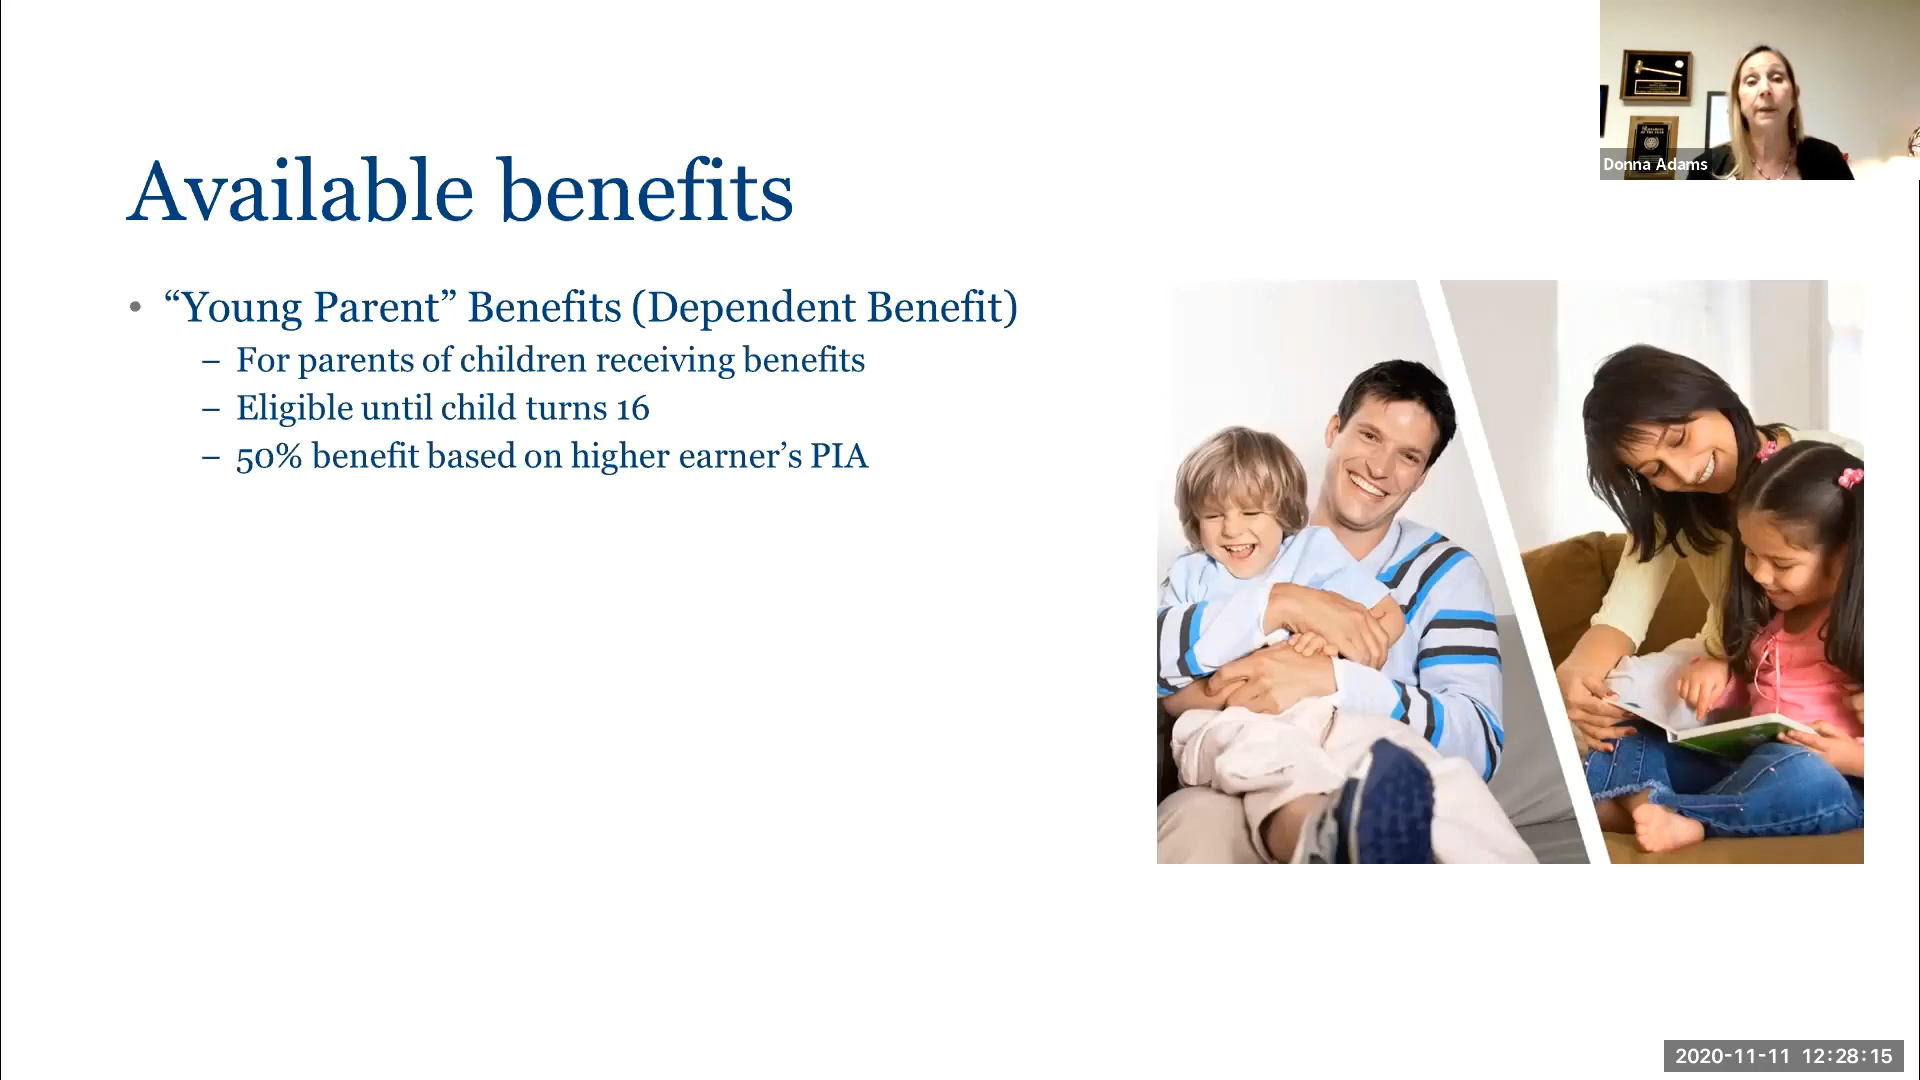 Donna Adams
Available benefits
• “Young Parent” Benefits (Dependent Benefit)
– For parents of children receiving benefits
– Eligible until child turns 16
– 50% benefit based on higher earner’s PIA
2020-11-11 12:28:15